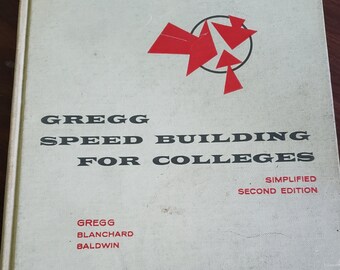 GREGG
SPEED BUILDING
FOR COLLEGES
SIMPLIFIED
SECOND EDITION
GREGG
BLANCHARD
BALDWIN